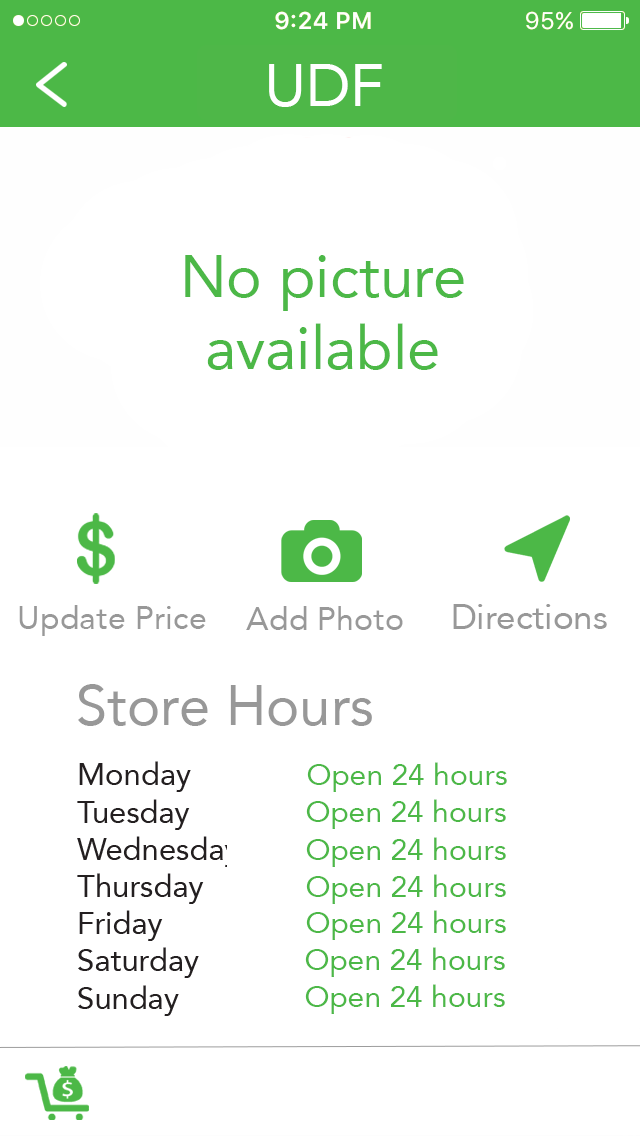 9:24 PM 95%
UDF
No picture
available
$
Update Price Add Photo Directions
Store Hours
Monday Open 24 hours
Tuesday Open 24 hours
Wednesday Open 24 hours
Thursday Open 24 hours
Friday Open 24 hours
Saturday Open 24 hours
Sunday Open 24 hours
$